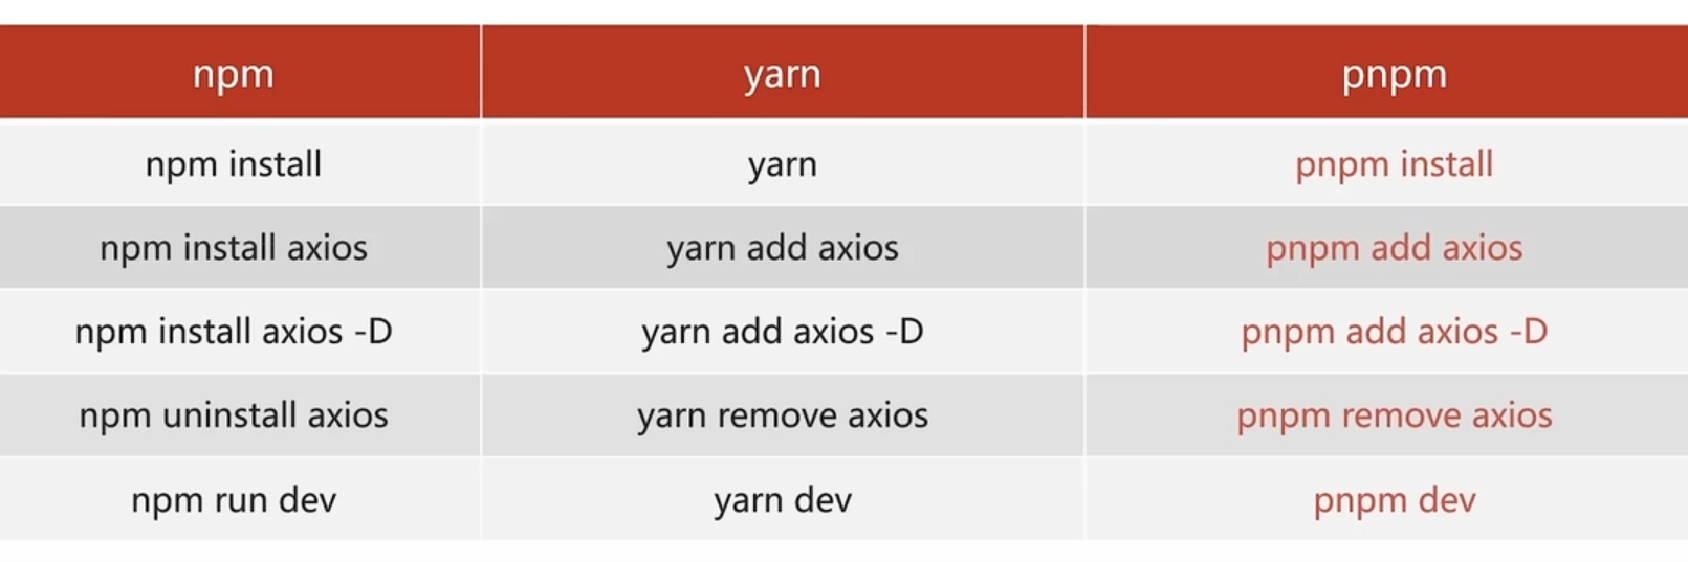 npm yarn pnpm
npm install yarn pnpm install
npm install axios yarn add axios pnpm add axios
npm install axios -D yarn add axios -D pnpm add axios -D
npm uninstall axios yarn remove axios pnpm remove axios
npm run dev yarn dev pnpm dev